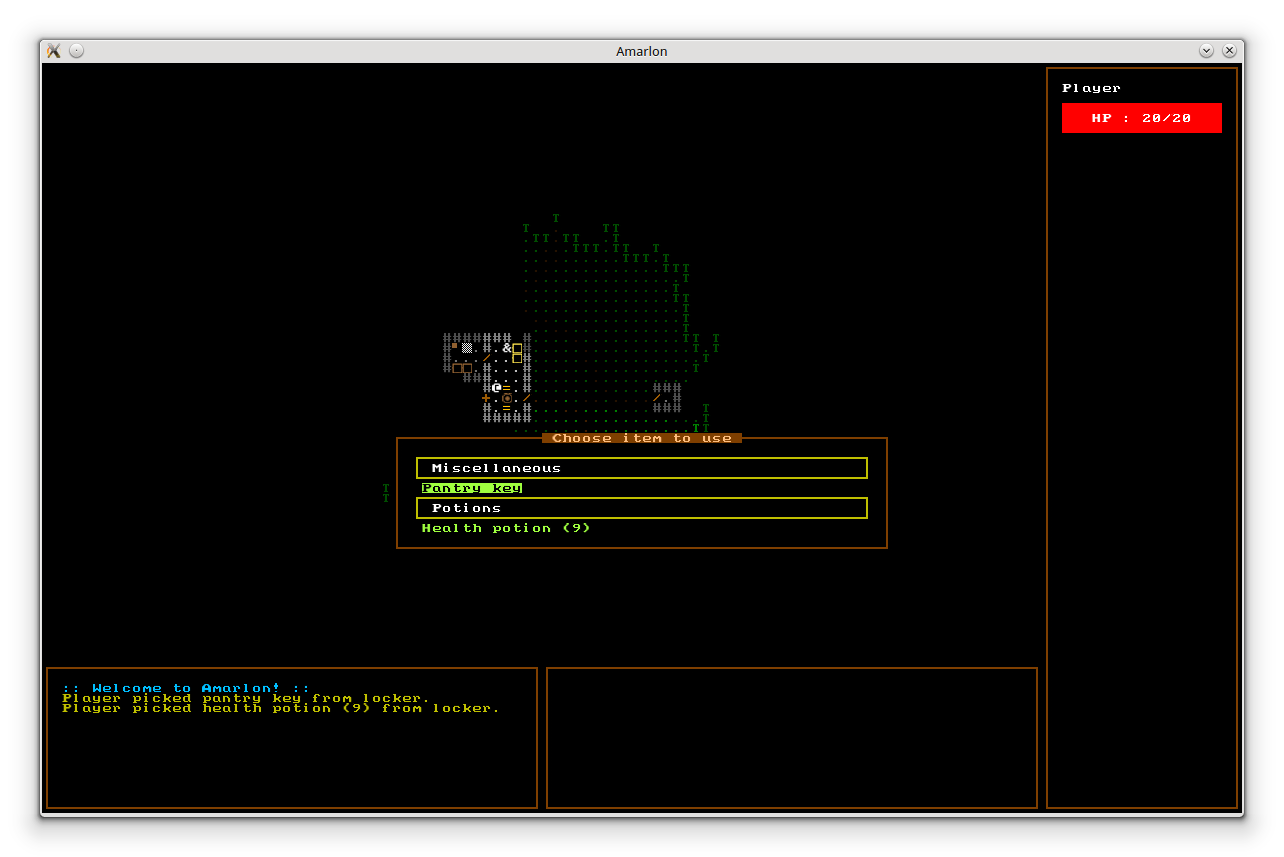 Amarlon
Player
HP : 20/20
Choose item to use
Miscellaneous
Pantry key
Potions
Health potion (9)
:: Welcome to Amarlon! ::
Player picked pantry key from locker.
Player picked health potion (9) from locker.